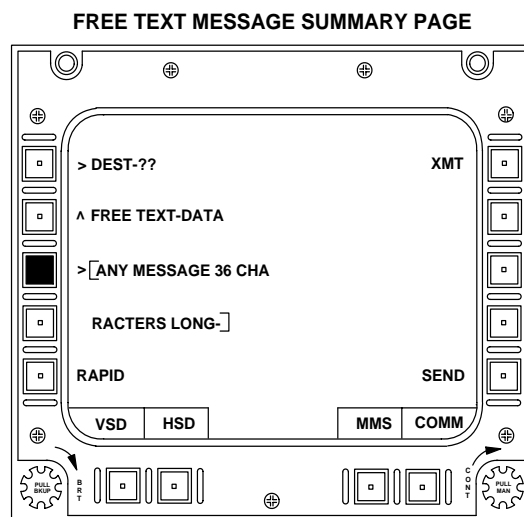 FREE TEXT MESSAGE SUMMARY PAGE
> DEST-??
XMT
^ FREE TEXT-DATA
>[ANY MESSAGE 36 CHA
RACTERS LONG-]
RAPID
SEND
VSD
HSD
MMS
COMM
PULL
BKUP
BRT
CONT
PULL
MAN